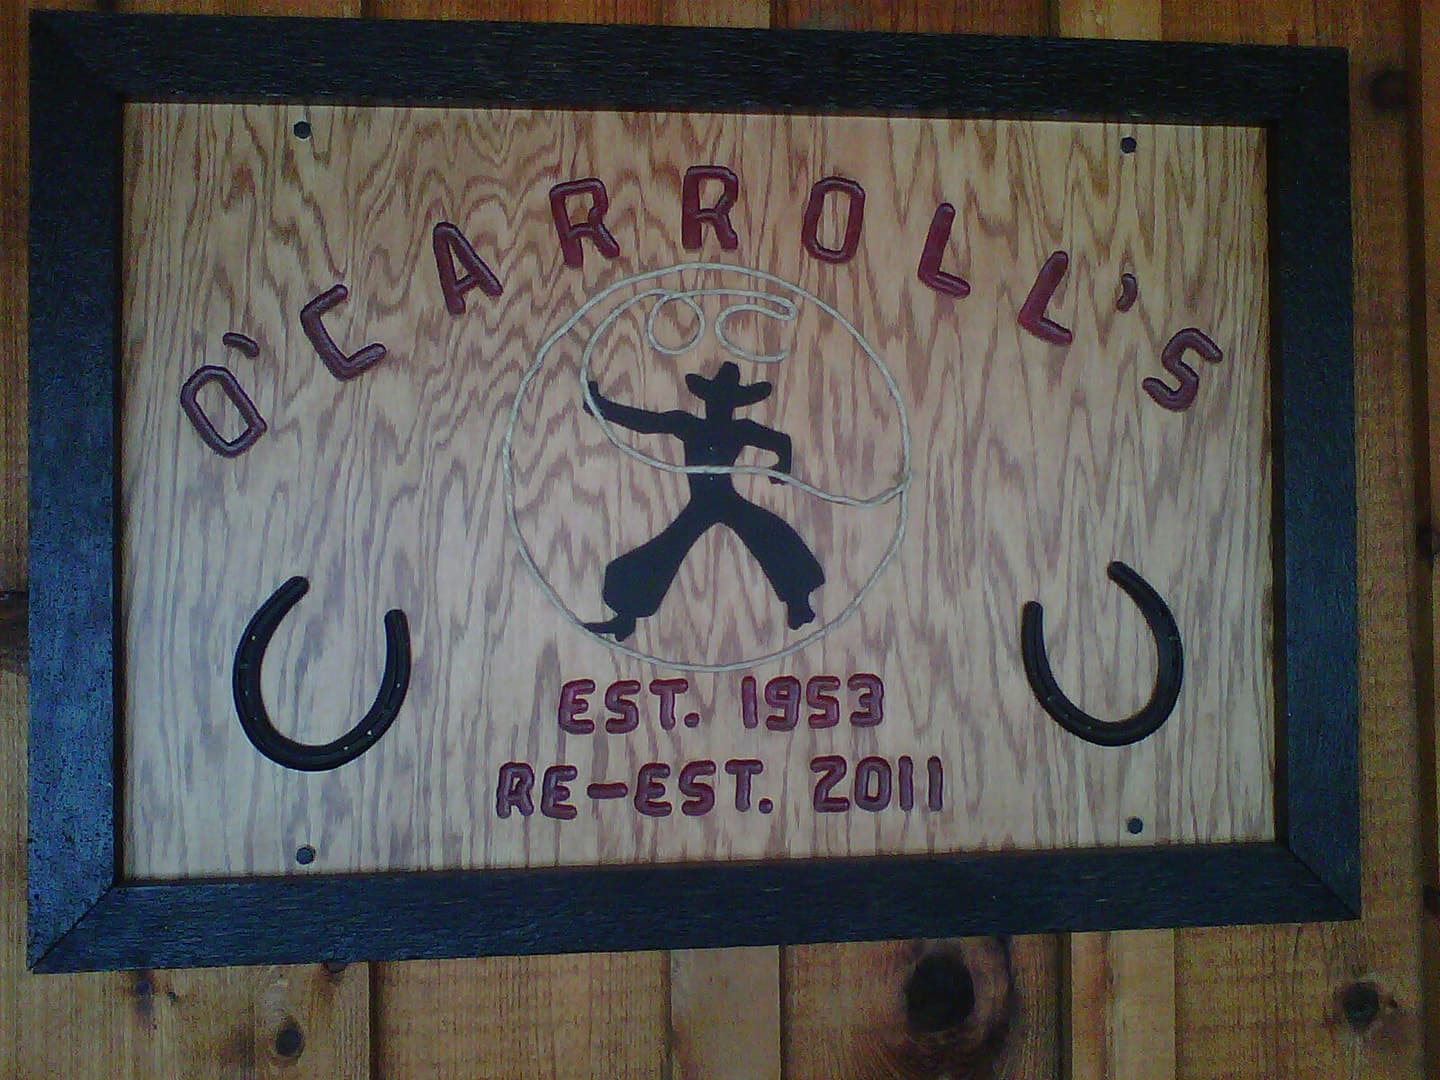 O'CARROLL'S
OC
EST. 1953
RE-EST. 2011